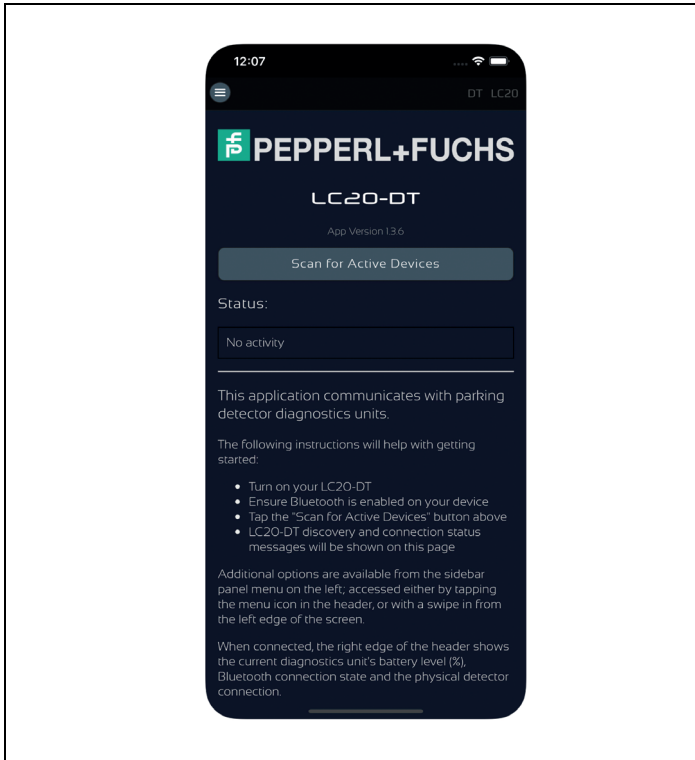 12:07
DT LC20
PEPPERL+FUCHS
LC20-DT
App Version 1.3.6
Scan for Active Devices
Status:
No activity
This application communicates with parking
detector diagnostics units.
The following instructions will help with getting
started:
• Turn on your LC20-DT
• Ensure Bluetooth is enabled on your device
• Tap the "Scan for Active Devices" button above
• LC20-DT discovery and connection status
messages will be shown on this page
Additional options are available from the sidebar
panel menu on the left; accessed either by tapping
the menu icon in the header, or with a swipe in from
the left edge of the screen.
When connected, the right edge of the header shows
the current diagnostics unit's battery level (%),
Bluetooth connection state and the physical detector
connection.